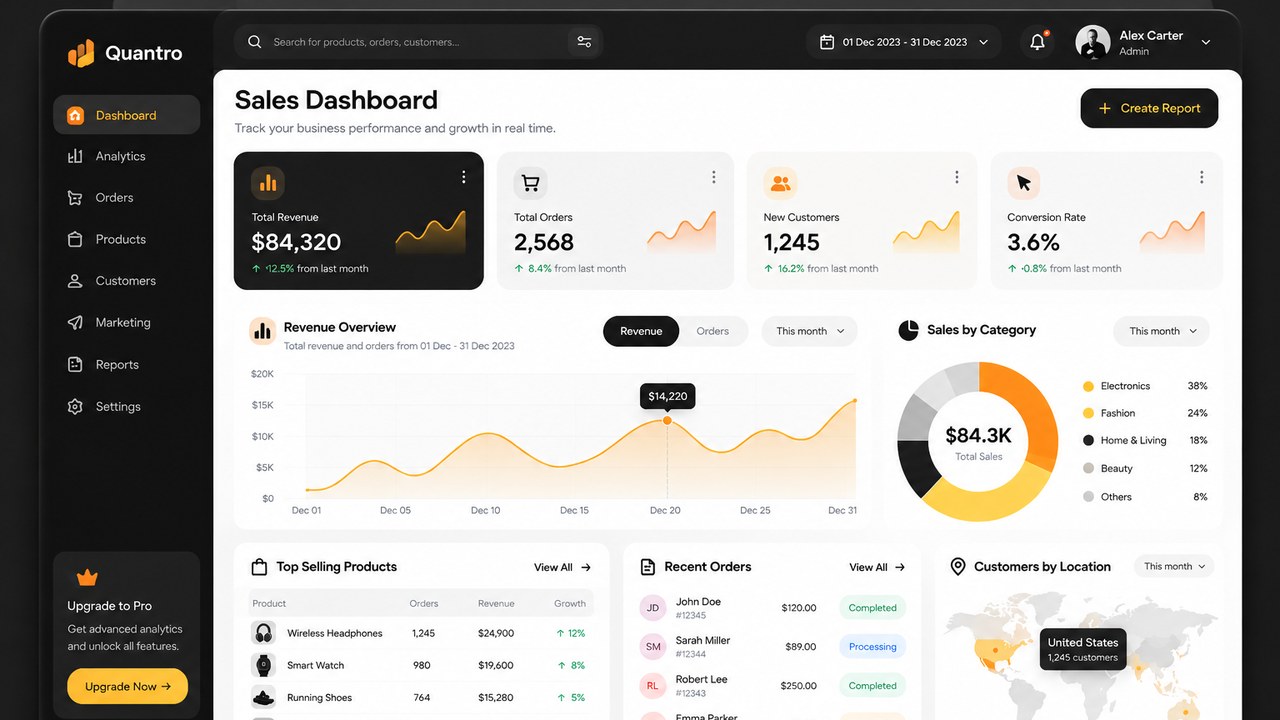 Quantro
Search for products, orders, customers...
01 Dec 2023 - 31 Dec 2023
Alex Carter
Admin
Dashboard
Analytics
Orders
Products
Customers
Marketing
Reports
Settings
Upgrade to Pro
Get advanced analytics
and unlock all features.
Upgrade Now →
Sales Dashboard
Track your business performance and growth in real time.
+ Create Report
Total Revenue
$84,320
↑ ·12.5% from last month
Total Orders
2,568
↑ 8.4% from last month
New Customers
1,245
↑ 16.2% from last month
Conversion Rate
3.6%
↑ ·0.8% from last month
Revenue Overview
Total revenue and orders from 01 Dec - 31 Dec 2023
Revenue
Orders
This month
$20K
$15K
$10K
$5K
$0
$14,220
Dec 01
Dec 05
Dec 10
Dec 15
Dec 20
Dec 25
Dec 31
Sales by Category
This month
$84.3K
Total Sales
Electronics 38%
Fashion 24%
Home & Living 18%
Beauty 12%
Others 8%
Top Selling Products
View All →
Product Orders Revenue Growth
Wireless Headphones 1,245 $24,900 ↑ 12%
Smart Watch 980 $19,600 ↑ 8%
Running Shoes 764 $15,280 ↑ 5%
Recent Orders
View All →
JD
John Doe
#12345
$120.00
Completed
SM
Sarah Miller
#12344
$89.00
Processing
RL
Robert Lee
#12343
$250.00
Completed
Emma Parker
Customers by Location
This month
United States
1,245 customers